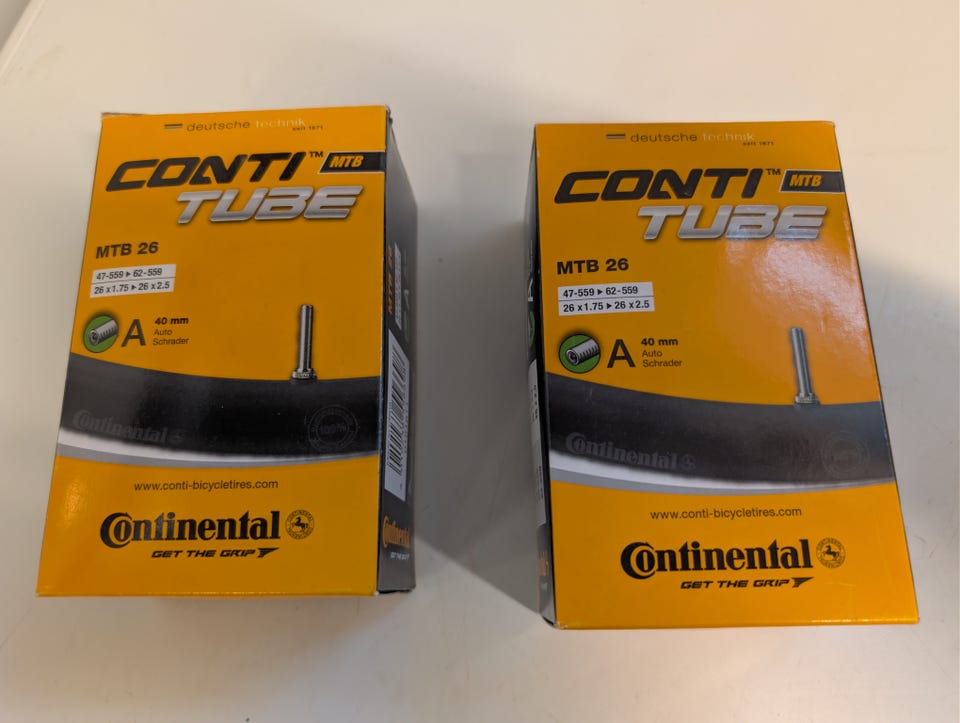 deutsche technik
seit 1871
CONTI™ MTB
TUBE
MTB 26
47-559 ▸ 62-559
26 x 1.75 ▸ 26 x 2.5
A
40 mm
Auto
Schrader
Continental
100%
www.conti-bicycletires.com
Continental
GET THE GRIP
deutsche technik
seit 1871
CONTI™ MTB
TUBE
MTB 26
47-559 ▸ 62-559
26 x 1.75 ▸ 26 x 2.5
A
40 mm
Auto
Schrader
Continental
www.conti-bicycletires.com
Continental
GET THE GRIP